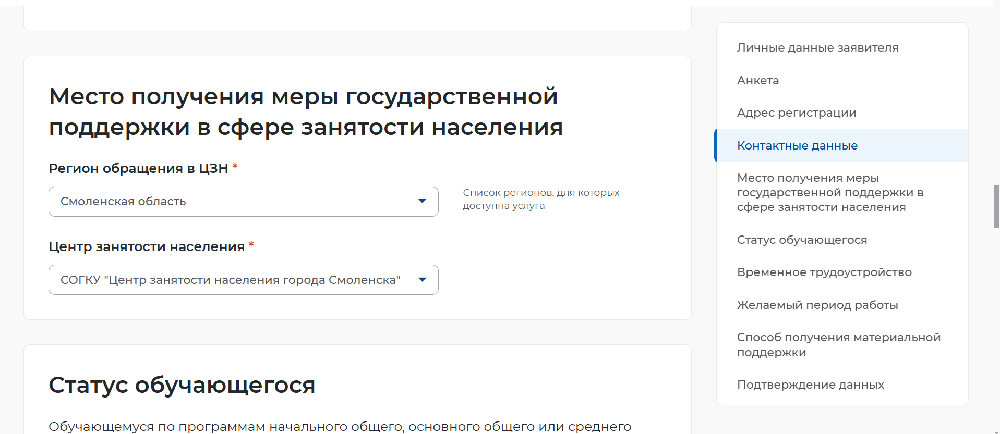 Место получения меры государственной
поддержки в сфере занятости населения
Регион обращения в ЦЗН *
Смоленская область
Список регионов, для которых
доступна услуга
Центр занятости населения *
СОГКУ "Центр занятости населения города Смоленска"
Статус обучающегося
Обучающемуся по программам начального общего, основного общего или среднего
Личные данные заявителя
Анкета
Адрес регистрации
Контактные данные
Место получения меры
государственной поддержки в
сфере занятости населения
Статус обучающегося
Временное трудоустройство
Желаемый период работы
Способ получения материальной
поддержки
Подтверждение данных